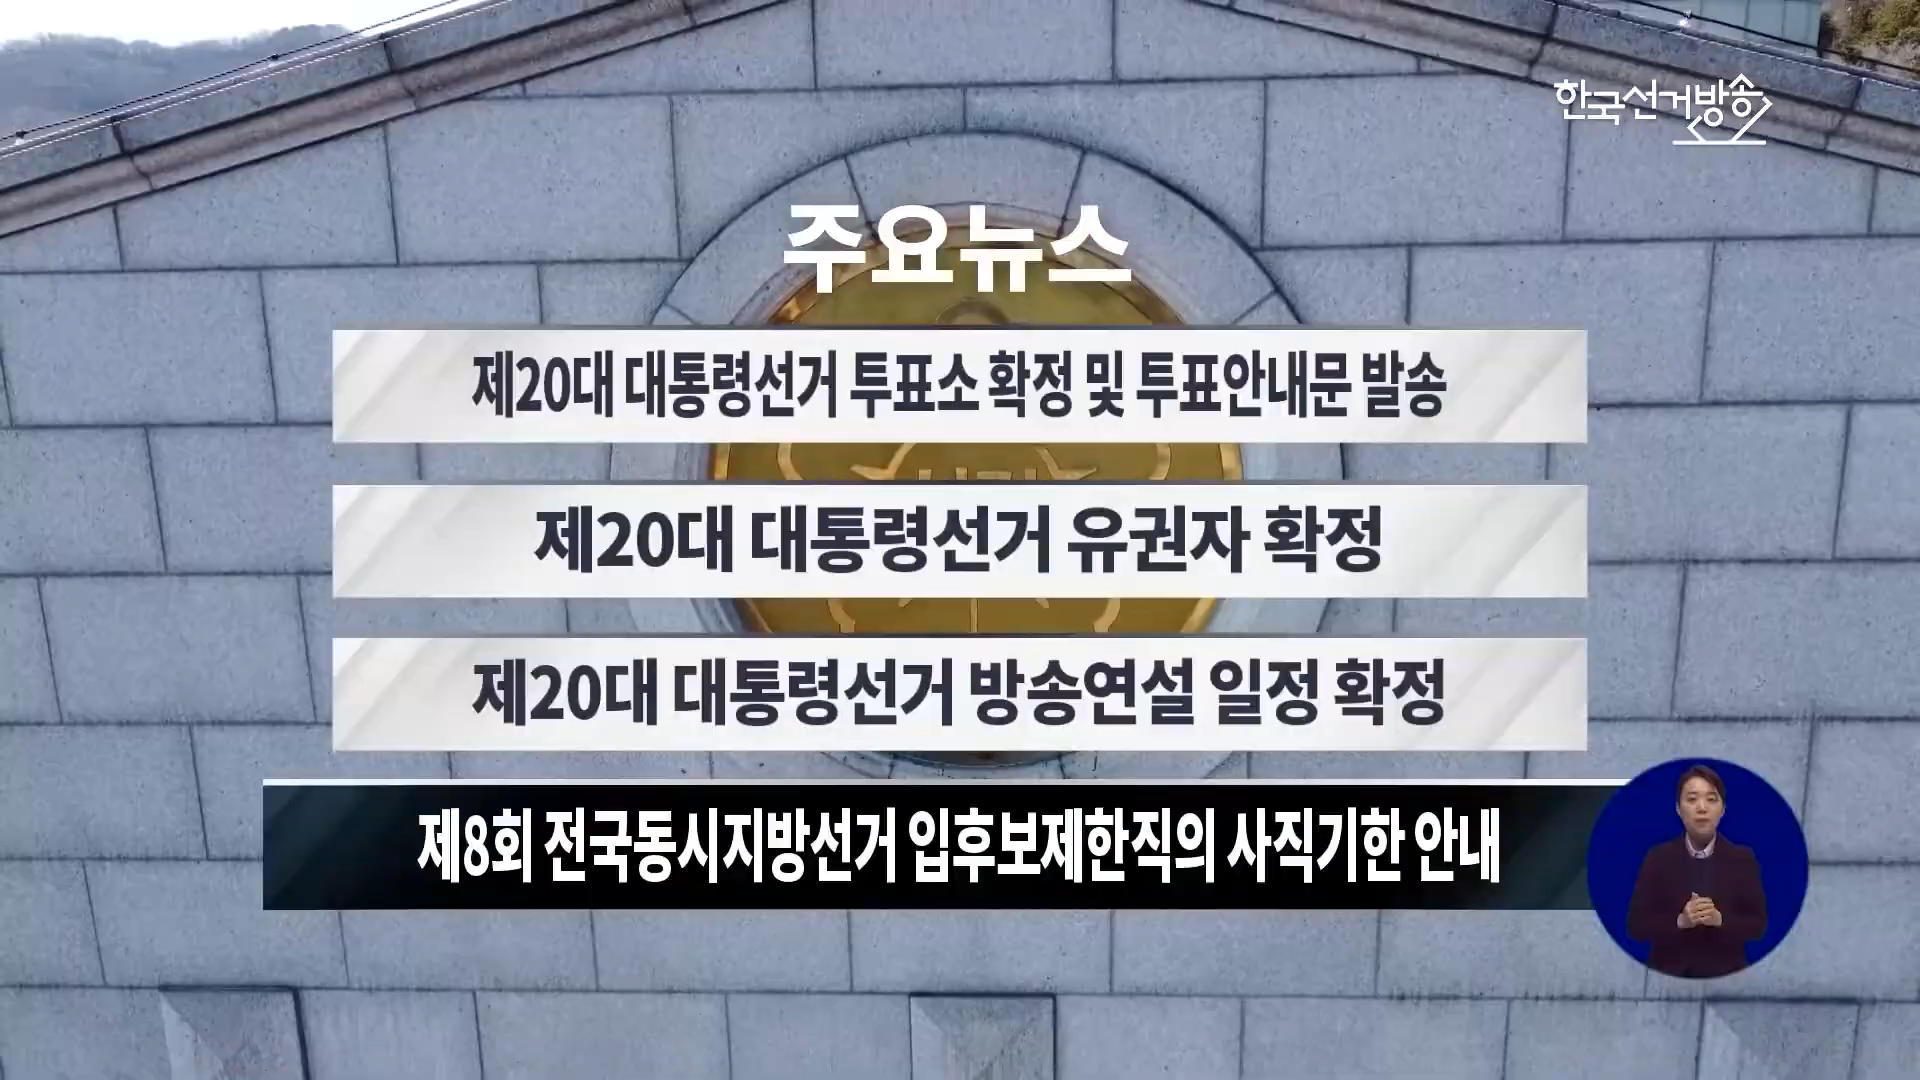 한국선거방송
주요뉴스
제20대 대통령선거 투표소 확정 및 투표안내문 발송
제20대 대통령선거 유권자 확정
제20대 대통령선거 방송연설 일정 확정
제8회 전국동시지방선거 입후보제한직의 사직기한 안내